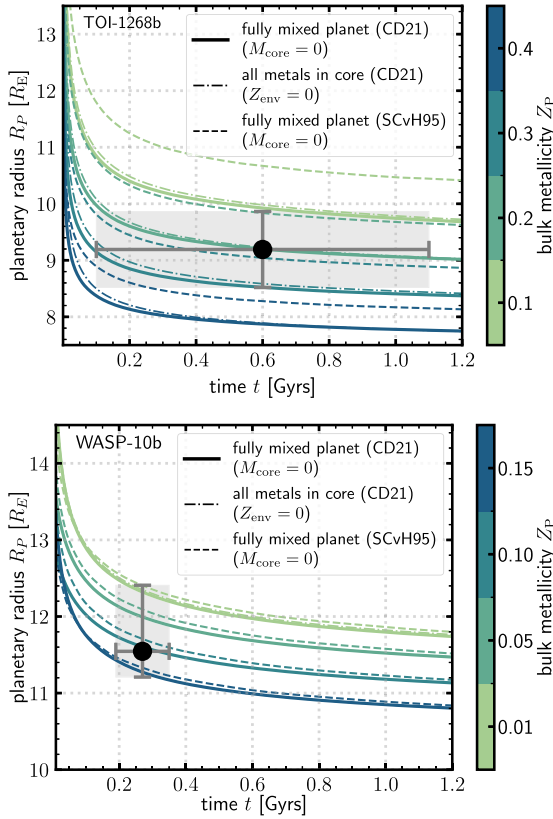 TOI-1268b
fully mixed planet (CD21)
(M_core = 0)
all metals in core (CD21)
(Z_env = 0)
fully mixed planet (SCvH95)
(M_core = 0)
planetary radius R_P [R_E]
13
12
11
10
9
8
0.2
0.4
0.6
0.8
1.0
1.2
time t [Gyrs]
0.4
0.3
0.2
0.1
bulk metallicity Z_P
WASP-10b
fully mixed planet (CD21)
(M_core = 0)
all metals in core (CD21)
(Z_env = 0)
fully mixed planet (SCvH95)
(M_core = 0)
planetary radius R_P [R_E]
14
13
12
11
10
0.2
0.4
0.6
0.8
1.0
1.2
time t [Gyrs]
0.15
0.10
0.05
0.01
bulk metallicity Z_P